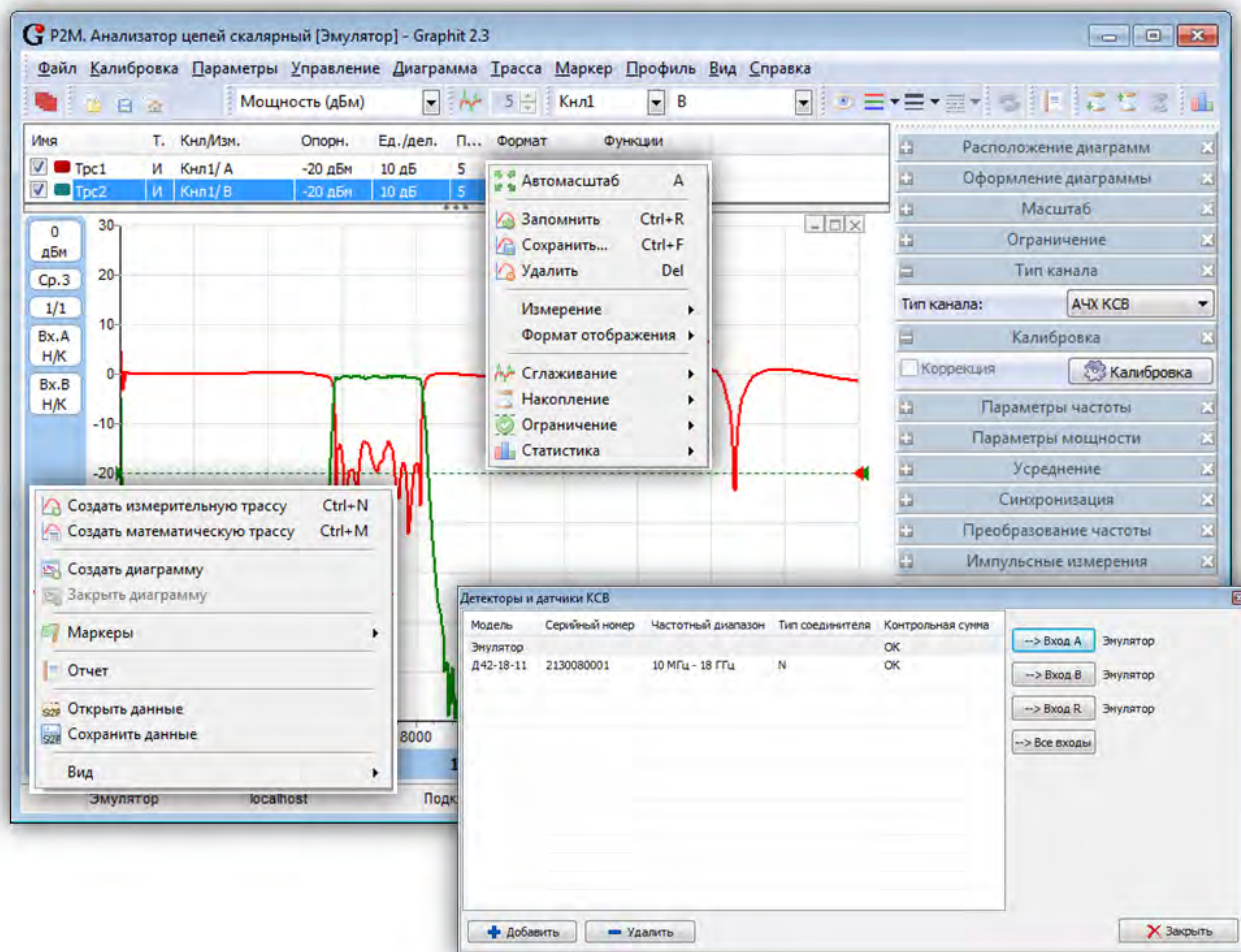 P2M. Анализатор цепей скалярный [Эмулятор] - Graphit 2.3
Файл Калибровка Параметры Управление Диаграмма Трасса Маркер Профиль Вид Справка
Мощность (дБм) 5 Кнл1 B
Имя Т. Кнл/Изм. Опорн. Ед./дел. П... Формат Функции
Трс1 И Кнл1/ A -20 дБм 10 дБ 5
Трс2 И Кнл1/ B -20 дБм 10 дБ 5
0
дБм
Ср.3
1/1
Вх.А
Н/К
Вх.В
Н/К
30
20
10
0
-10
-20
8000
1
Автомасштаб A
Запомнить Ctrl+R
Сохранить... Ctrl+F
Удалить Del
Измерение
Формат отображения
Сглаживание
Накопление
Ограничение
Статистика
Расположение диаграмм
Оформление диаграммы
Масштаб
Ограничение
Тип канала
Тип канала: АЧХ КСВ
Калибровка
Коррекция Калибровка
Параметры частоты
Параметры мощности
Усреднение
Синхронизация
Преобразование частоты
Импульсные измерения
Создать измерительную трассу Ctrl+N
Создать математическую трассу Ctrl+M
Создать диаграмму
Закрыть диаграмму
Маркеры
Отчет
Открыть данные
Сохранить данные
Вид
Эмулятор localhost Подк
Детекторы и датчики КСВ
Модель Серийный номер Частотный диапазон Тип соединителя Контрольная сумма
Эмулятор OK
Д42-18-11 2130080001 10 МГц - 18 ГГц N OK
--> Вход A Эмулятор
--> Вход B Эмулятор
--> Вход R Эмулятор
--> Все входы
Добавить Удалить Закрыть